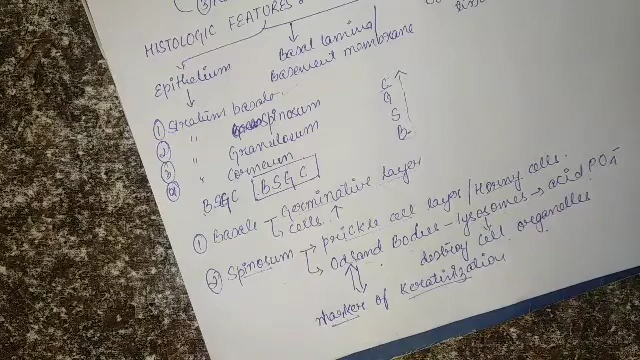 HISTOLOGIC FEATURES:
Epithelium
Basal lamina/
Basement membrane
① Stratum basale
② " spinosum
③ " Granulosum
④ " Corneum
BSGC BSGC
C
G
S
B
① Basale → Germinative layer
↳ cells ↑
② Spinosum → prickle cell layer / Horny cells.
↳ Odsand Bodies - lysosomes → acid PO4
destroy cell organelles
marker of keratinization